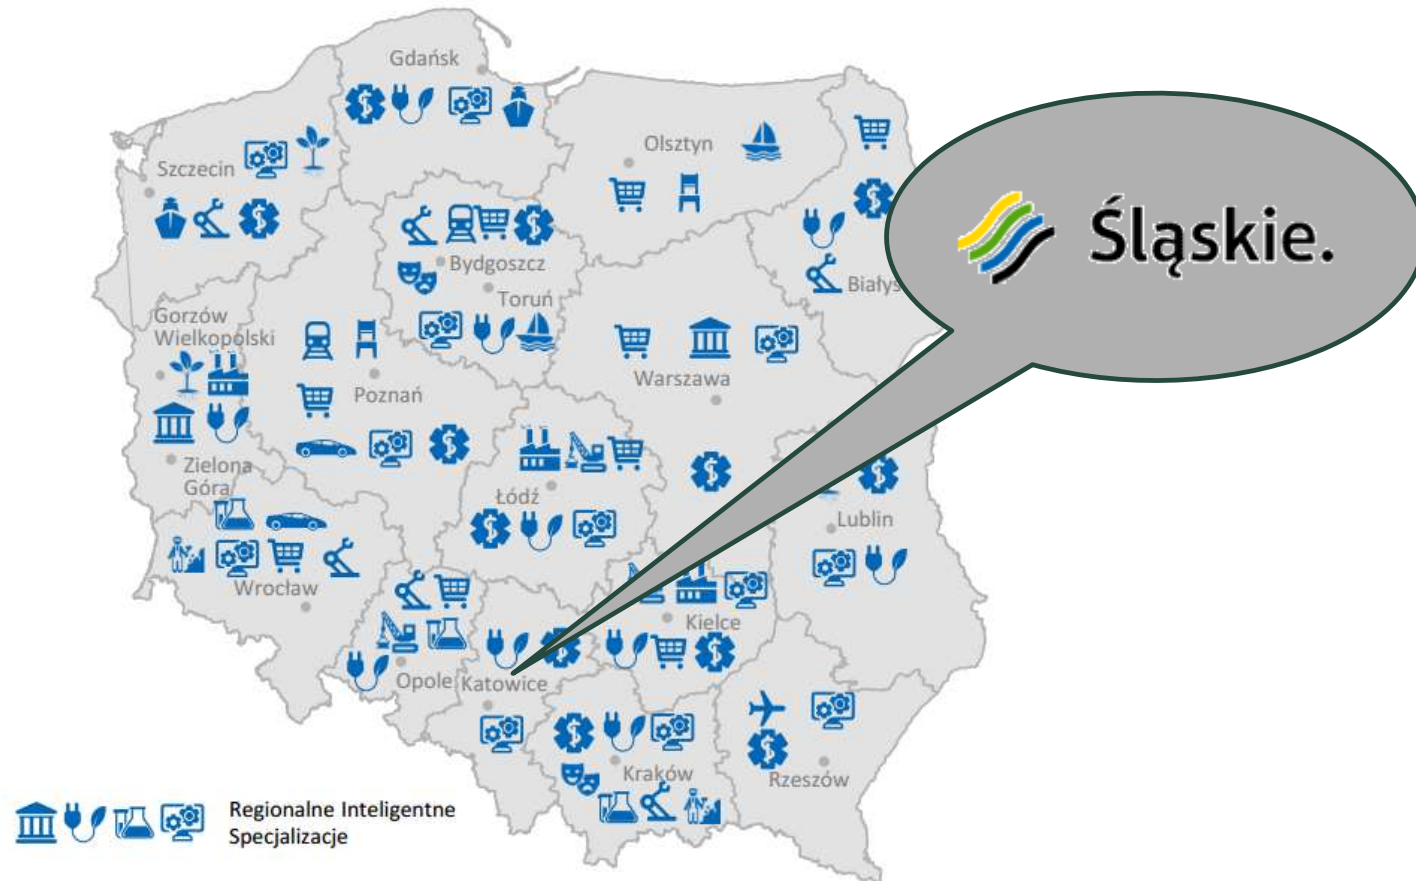 Gdańsk
Olsztyn
Szczecin
Śląskie.
Bydgoszcz
Toruń
Białys
Gorzów
Wielkopolski
Warszawa
Poznań
Zielona
Góra
Łódź
Lublin
Wrocław
Kielce
Opole
Katowice
Kraków
Rzeszów
Regionalne Inteligentne
Specjalizacje